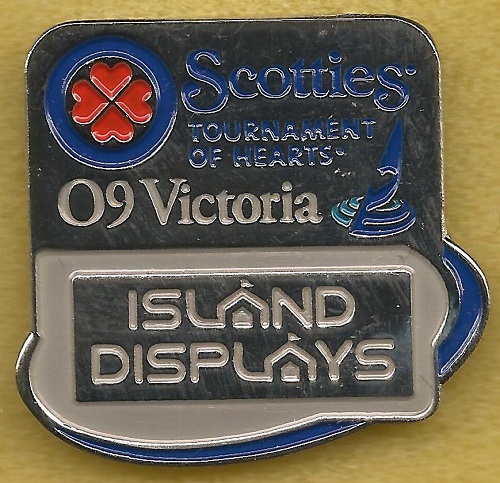 Scotties
TOURNAMENT
OF HEARTS
09 Victoria
ISLAND
DISPLAYS